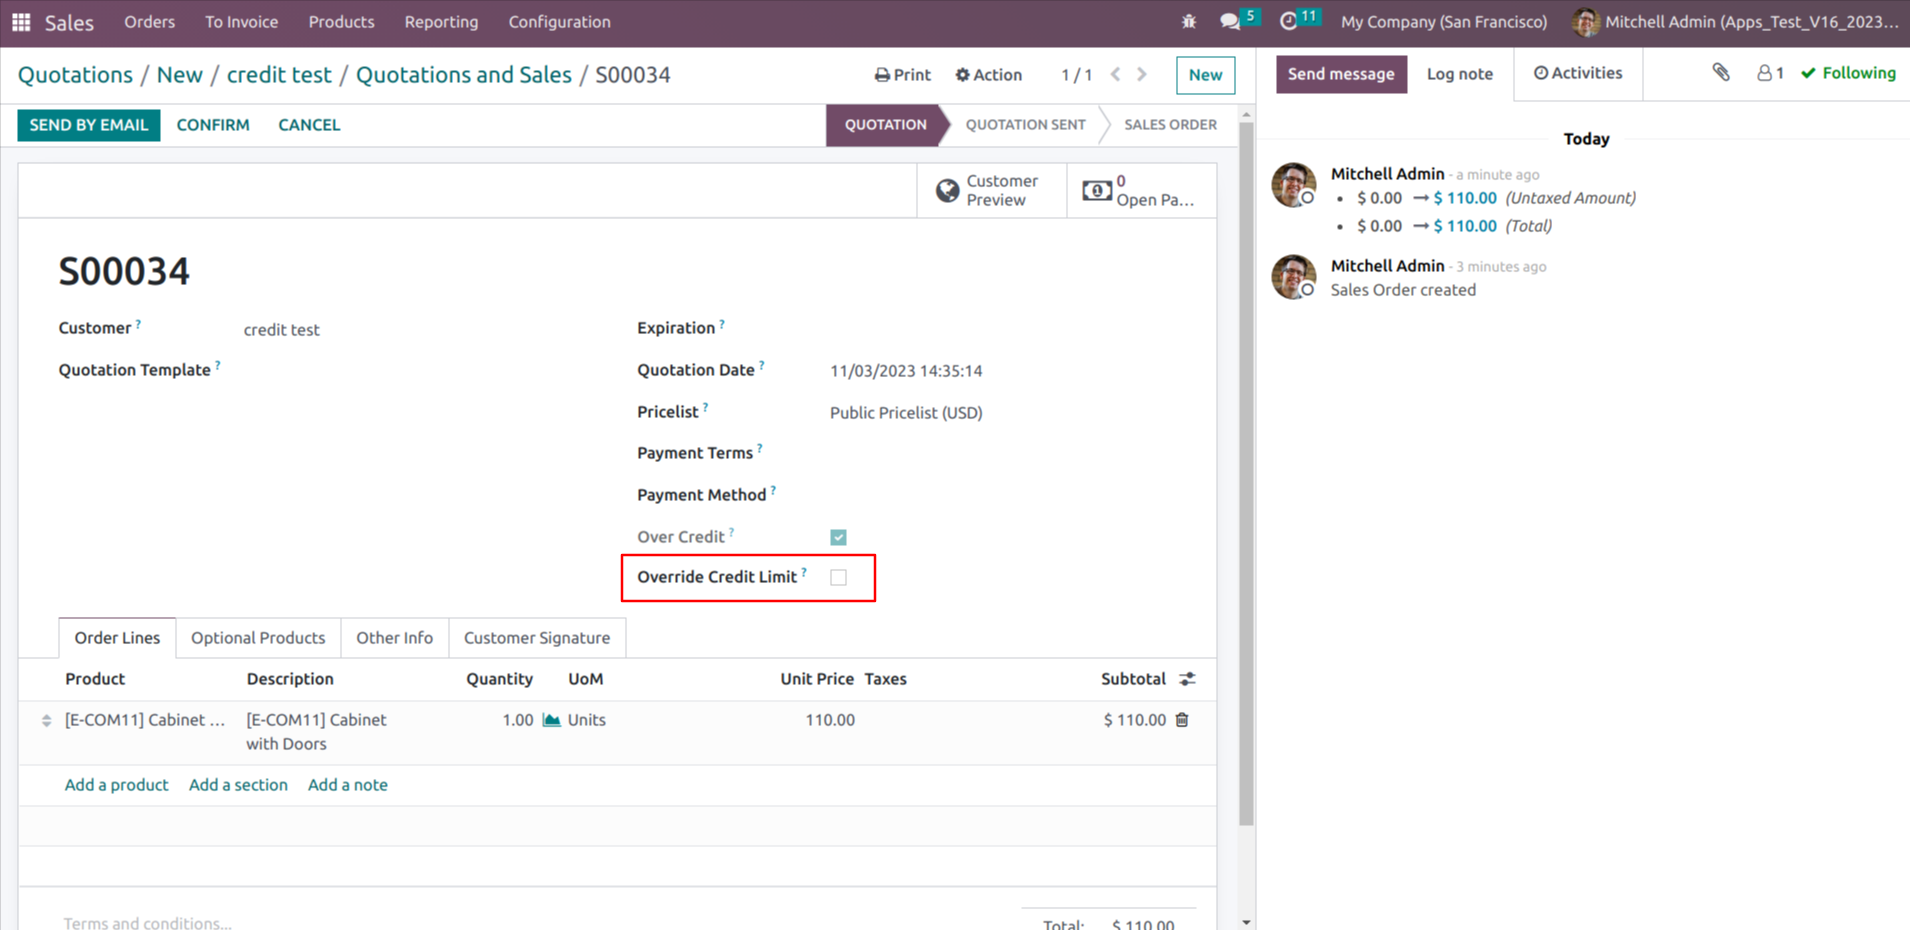 Sales Orders To Invoice Products Reporting Configuration 5 11 My Company (San Francisco) Mitchell Admin (Apps_Test_V16_2023...
Quotations / New / credit test / Quotations and Sales / S00034 Print Action 1 / 1 New
SEND BY EMAIL CONFIRM CANCEL QUOTATION QUOTATION SENT SALES ORDER
Customer Preview
0 Open Pa...
S00034
Customer ? credit test
Quotation Template ?
Expiration ?
Quotation Date ? 11/03/2023 14:35:14
Pricelist ? Public Pricelist (USD)
Payment Terms ?
Payment Method ?
Over Credit ?
Override Credit Limit ?
Order Lines Optional Products Other Info Customer Signature
Product Description Quantity UoM Unit Price Taxes Subtotal
[E-COM11] Cabinet ... [E-COM11] Cabinet 1.00 Units 110.00 $ 110.00
with Doors
Add a product Add a section Add a note
Terms and conditions...
Total: $ 110.00
Send message Log note Activities 1 Following
Today
Mitchell Admin - a minute ago
• $ 0.00 → $ 110.00 (Untaxed Amount)
• $ 0.00 → $ 110.00 (Total)
Mitchell Admin - 3 minutes ago
Sales Order created